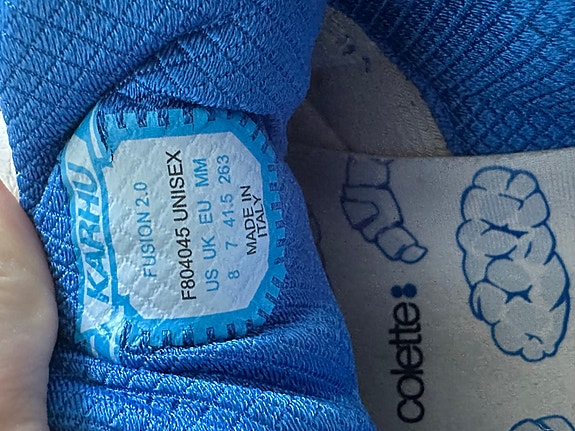 KARHU
FUSION 2.0
F804045 UNISEX
US UK EU MM
8 7 41.5 263
MADE IN
ITALY
colette: